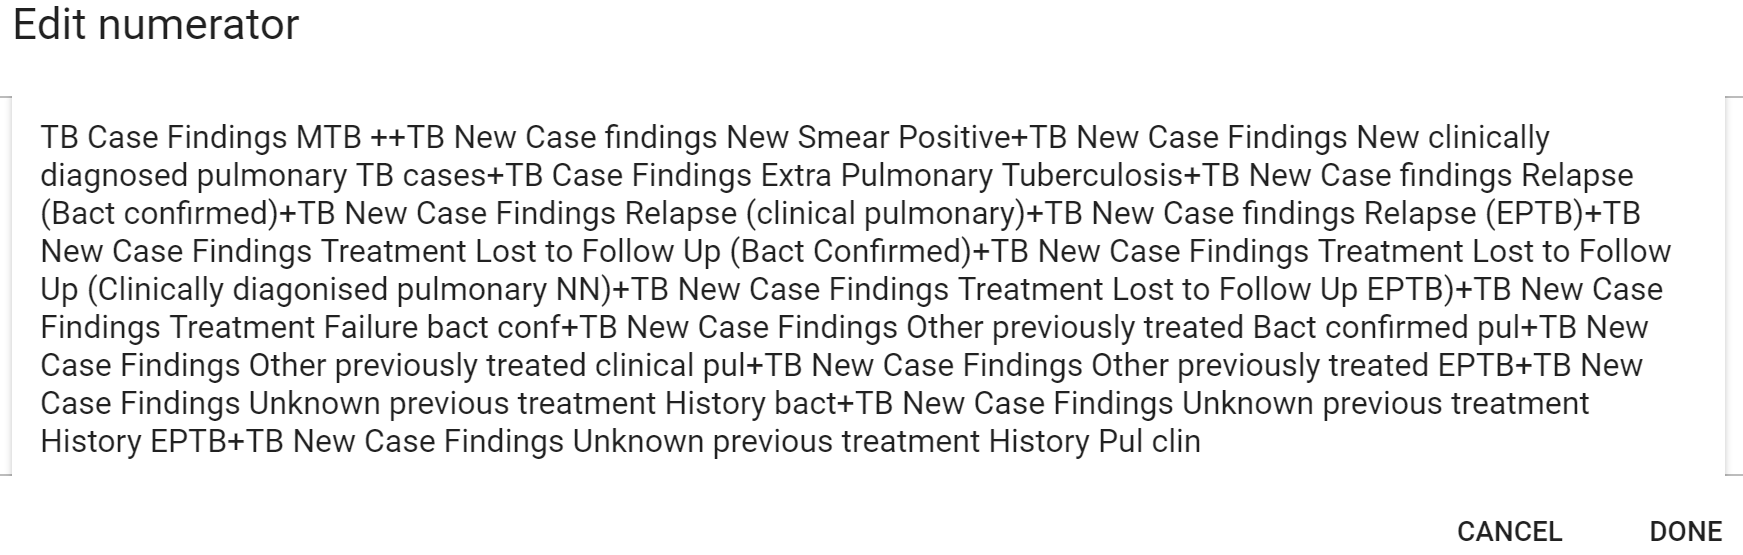 Edit numerator
TB Case Findings MTB ++TB New Case findings New Smear Positive+TB New Case Findings New clinically
diagnosed pulmonary TB cases+TB Case Findings Extra Pulmonary Tuberculosis+TB New Case findings Relapse
(Bact confirmed)+TB New Case Findings Relapse (clinical pulmonary)+TB New Case findings Relapse (EPTB)+TB
New Case Findings Treatment Lost to Follow Up (Bact Confirmed)+TB New Case Findings Treatment Lost to Follow
Up (Clinically diagonised pulmonary NN)+TB New Case Findings Treatment Lost to Follow Up EPTB)+TB New Case
Findings Treatment Failure bact conf+TB New Case Findings Other previously treated Bact confirmed pul+TB New
Case Findings Other previously treated clinical pul+TB New Case Findings Other previously treated EPTB+TB New
Case Findings Unknown previous treatment History bact+TB New Case Findings Unknown previous treatment
History EPTB+TB New Case Findings Unknown previous treatment History Pul clin
CANCEL DONE